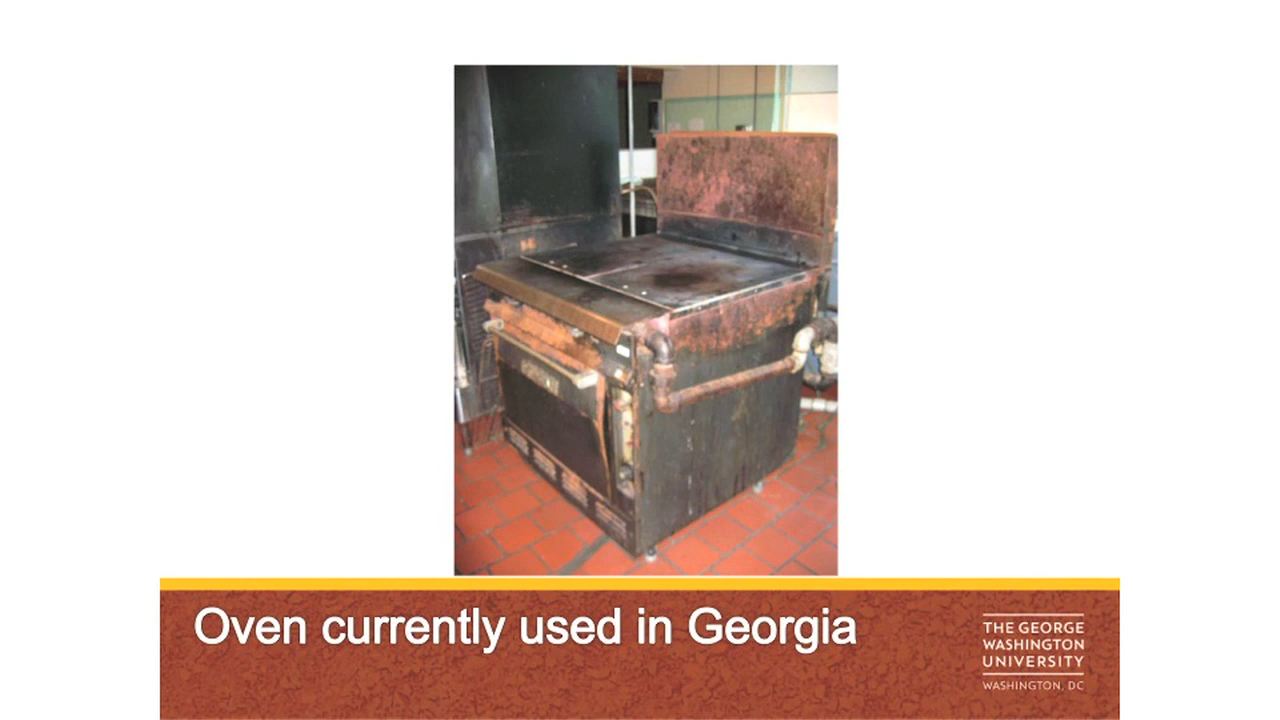 Oven currently used in Georgia
THE GEORGE
WASHINGTON
UNIVERSITY
WASHINGTON, DC